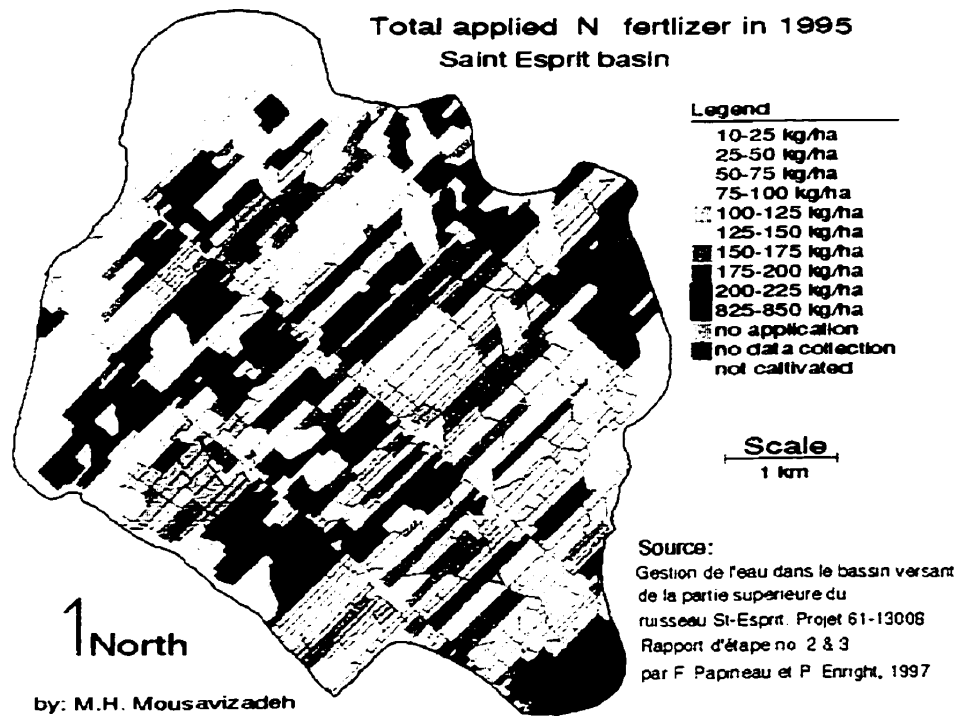 Total applied N fertlizer in 1995
Saint Esprit basin
Legend
10-25 kg/ha
25-50 kg/ha
50-75 kg/ha
75-100 kg/ha
100-125 kg/ha
125-150 kg/ha
150-175 kg/ha
175-200 kg/ha
200-225 kg/ha
825-850 kg/ha
no application
no data collection
not caltivated
Scale
1 km
Source:
Gestion de l'eau dans le bassin versant
de la partie superieure du
ruisseau St-Esprit. Projet 61-13008
Rapport d'étape no 2 & 3
par F Papineau et P Enright, 1997
North
by: M.H. Mousavizadeh